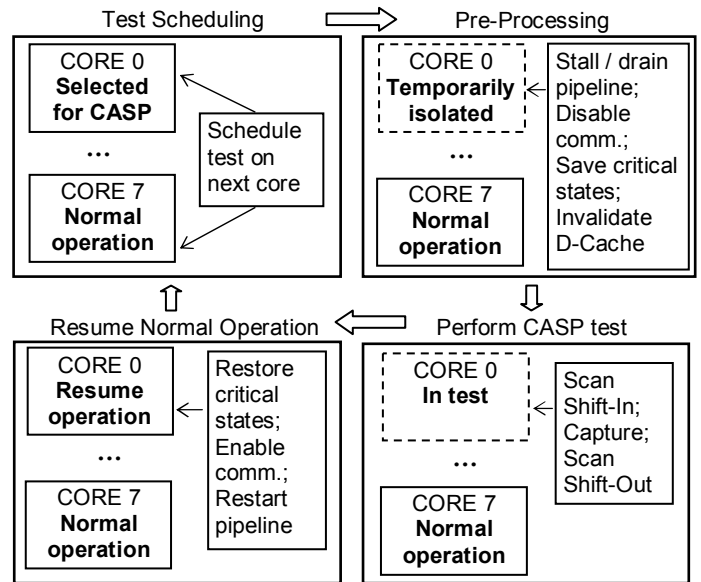 Test Scheduling
CORE 0
Selected
for CASP
...
CORE 7
Normal
operation
Schedule
test on
next core
Pre-Processing
CORE 0
Temporarily
isolated
...
CORE 7
Normal
operation
Stall / drain
pipeline;
Disable
comm.;
Save critical
states;
Invalidate
D-Cache
Resume Normal Operation
CORE 0
Resume
operation
...
CORE 7
Normal
operation
Restore
critical
states;
Enable
comm.;
Restart
pipeline
Perform CASP test
CORE 0
In test
...
CORE 7
Normal
operation
Scan
Shift-In;
Capture;
Scan
Shift-Out